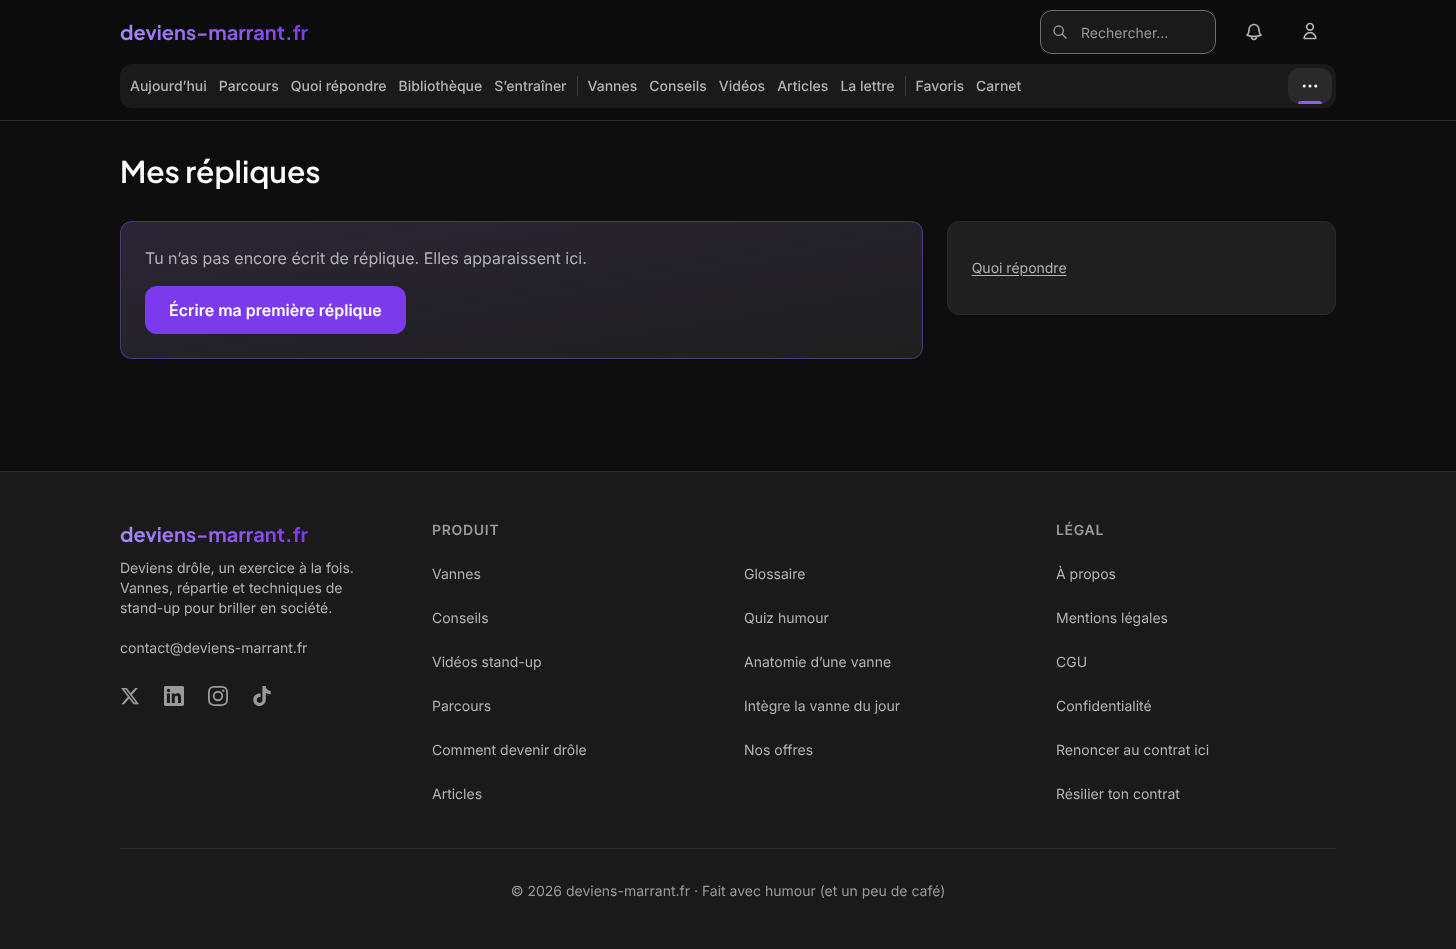 deviens-marrant.fr
Rechercher...
Aujourd’hui Parcours Quoi répondre Bibliothèque S’entraîner Vannes Conseils Vidéos Articles La lettre Favoris Carnet
Mes répliques
Tu n’as pas encore écrit de réplique. Elles apparaissent ici.
Écrire ma première réplique
Quoi répondre
deviens-marrant.fr
Deviens drôle, un exercice à la fois.
Vannes, répartie et techniques de
stand-up pour briller en société.
contact@deviens-marrant.fr
PRODUIT
Vannes
Conseils
Vidéos stand-up
Parcours
Comment devenir drôle
Articles
Glossaire
Quiz humour
Anatomie d’une vanne
Intègre la vanne du jour
Nos offres
LÉGAL
À propos
Mentions légales
CGU
Confidentialité
Renoncer au contrat ici
Résilier ton contrat
© 2026 deviens-marrant.fr · Fait avec humour (et un peu de café)